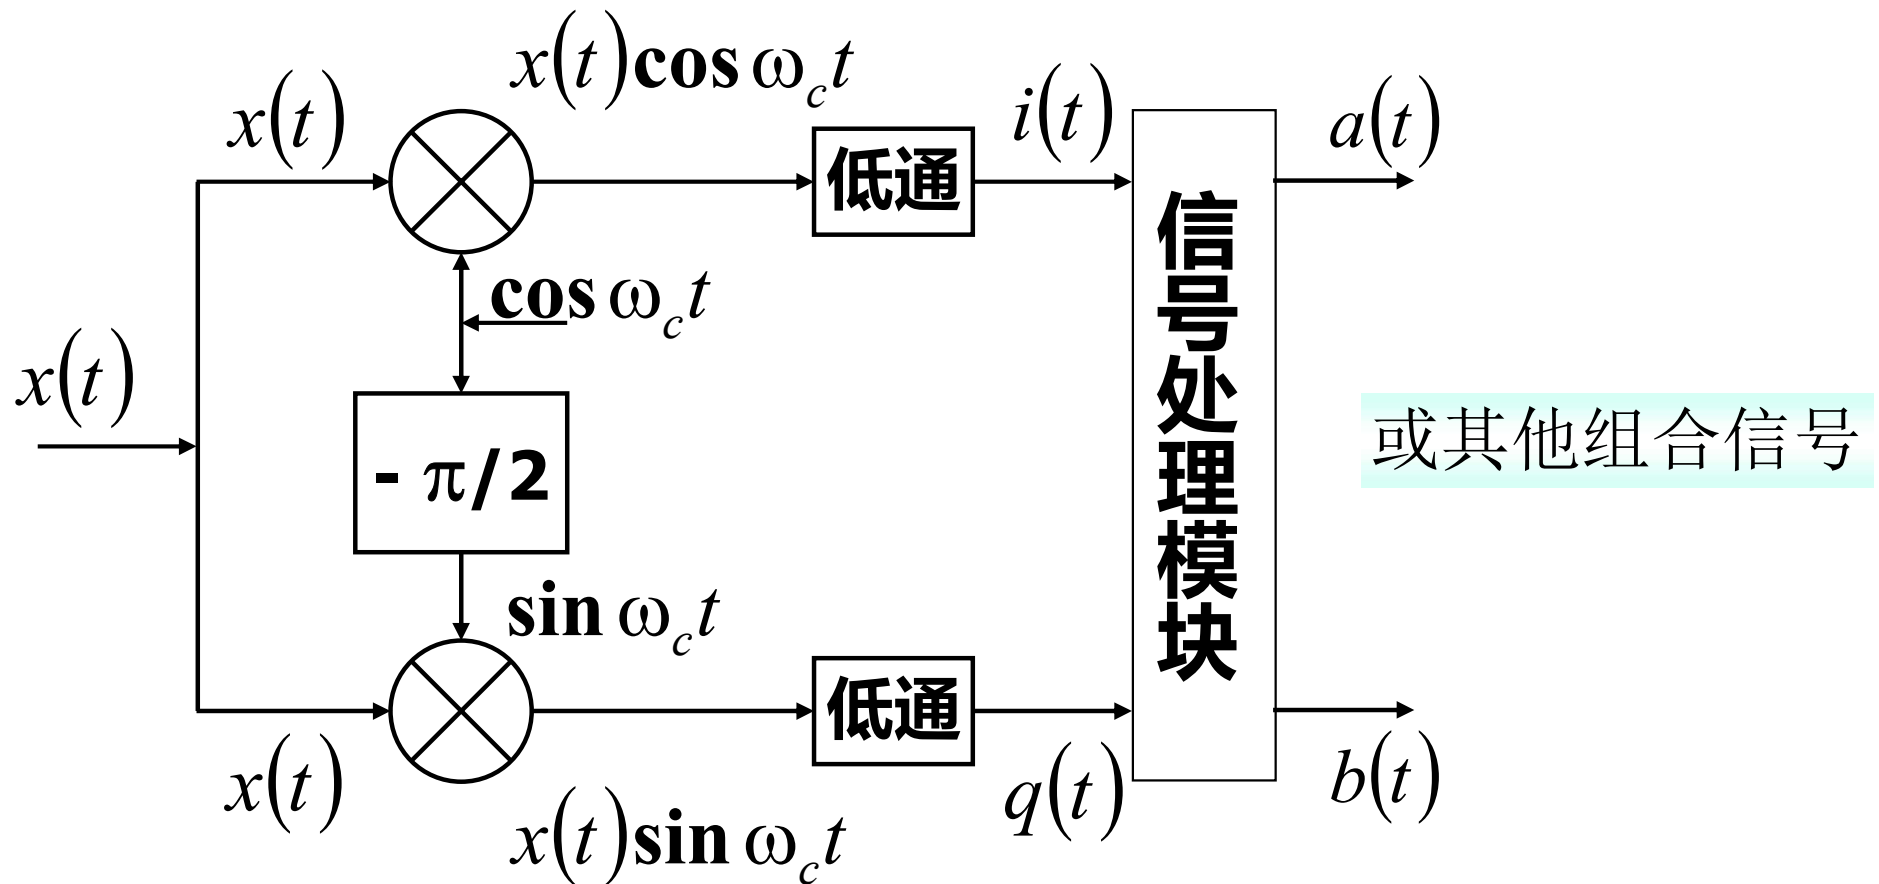 x(t)cos ω_c t
x(t)
i(t)
a(t)
低通
cos ω_c t
x(t)
- π/2
信号处理模块
或其他组合信号
sin ω_c t
低通
x(t)
q(t)
b(t)
x(t)sin ω_c t